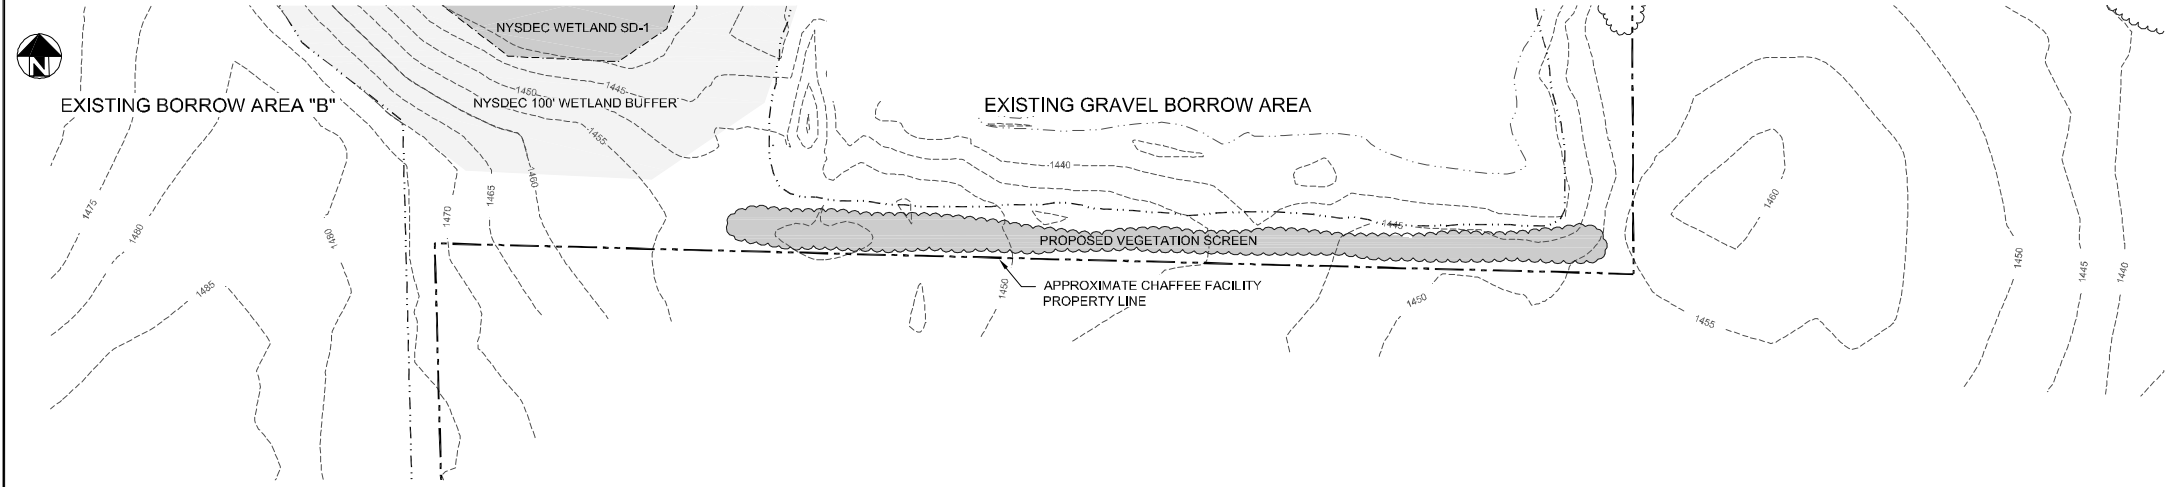 NYSDEC WETLAND SD-1
N
1445
1450
EXISTING BORROW AREA "B"
NYSDEC 100' WETLAND BUFFER
EXISTING GRAVEL BORROW AREA
1455
1440
1460
1465
1460
1475
1470
1480
1480
1445
PROPOSED VEGETATION SCREEN
1450
1445
1440
1485
1450
APPROXIMATE CHAFFEE FACILITY
PROPERTY LINE
1450
1455